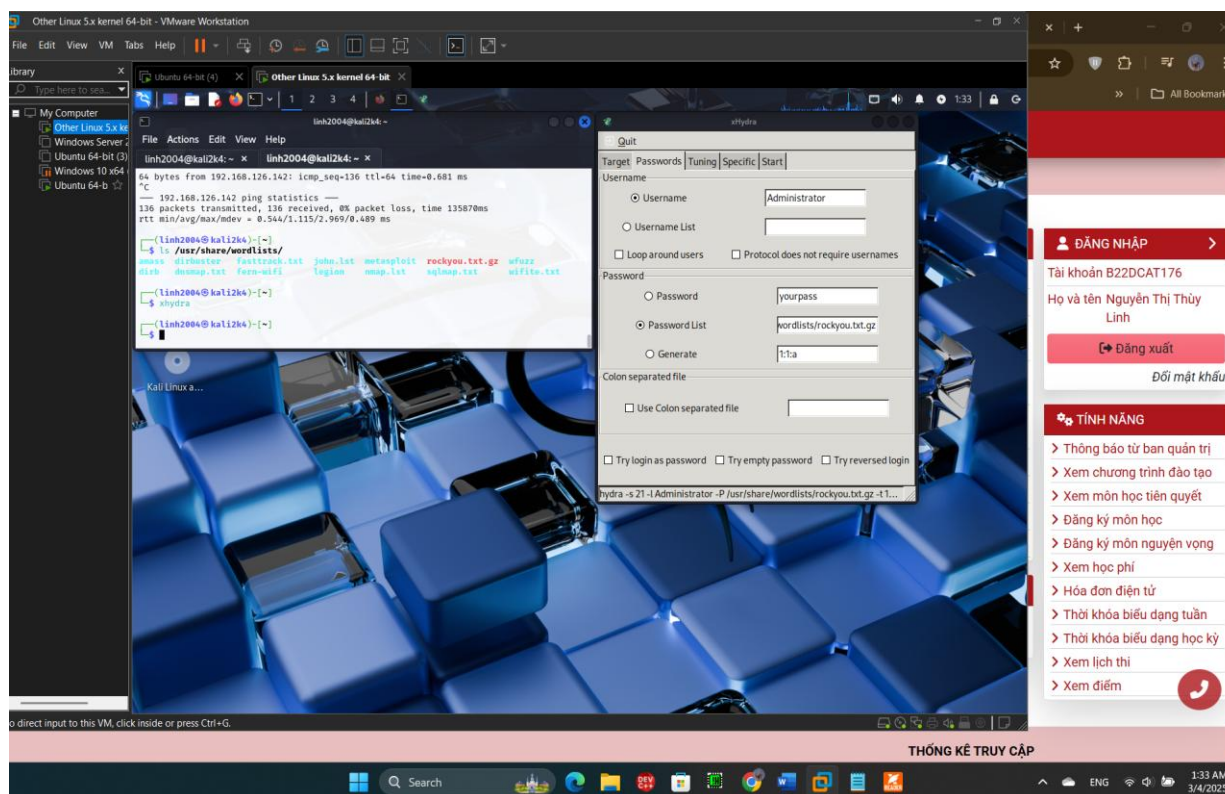 Other Linux 5.x kernel 64-bit - VMware Workstation
File Edit View VM Tabs Help
Library
Type here to sea...
My Computer
Other Linux 5.x ke
Windows Server 2
Ubuntu 64-bit (3)
Windows 10 x64
Ubuntu 64-b
Ubuntu 64-bit (4)
Other Linux 5.x kernel 64-bit
1 2 3 4
1:33
linh2004@kali2k4: ~
File Actions Edit View Help
linh2004@kali2k4: ~ × linh2004@kali2k4: ~ ×
64 bytes from 192.168.126.142: icmp_seq=136 ttl=64 time=0.681 ms
^C
— 192.168.126.142 ping statistics —
136 packets transmitted, 136 received, 0% packet loss, time 135870ms
rtt min/avg/max/mdev = 0.544/1.115/2.969/0.489 ms
(linh2004㉿kali2k4)-[~]
$ ls /usr/share/wordlists/
amass dirbuster fasttrack.txt john.lst metasploit rockyou.txt.gz wfuzz
dirb dnsmap.txt fern-wifi legion nmap.lst sqlmap.txt wifite.txt
(linh2004㉿kali2k4)-[~]
$ xhydra
(linh2004㉿kali2k4)-[~]
$
Kali Linux a...
xHydra
Quit
Target Passwords Tuning Specific Start
Username
Username Administrator
Username List
Loop around users Protocol does not require usernames
Password
Password yourpass
Password List wordlists/rockyou.txt.gz
Generate 1:1:a
Colon separated file
Use Colon separated file
Try login as password Try empty password Try reversed login
hydra -s 21 -l Administrator -P /usr/share/wordlists/rockyou.txt.gz -t 1...
o direct input to this VM, click inside or press Ctrl+G.
All Bookmark
ĐĂNG NHẬP
Tài khoản B22DCAT176
Họ và tên Nguyễn Thị Thùy
Linh
Đăng xuất
Đổi mật khẩu
TÍNH NĂNG
Thông báo từ ban quản trị
Xem chương trình đào tạo
Xem môn học tiên quyết
Đăng ký môn học
Đăng ký môn nguyện vọng
Xem học phí
Hóa đơn điện tử
Thời khóa biểu dạng tuần
Thời khóa biểu dạng học kỳ
Xem lịch thi
Xem điểm
THỐNG KÊ TRUY CẬP
Search
ENG
1:33 AM
3/4/202